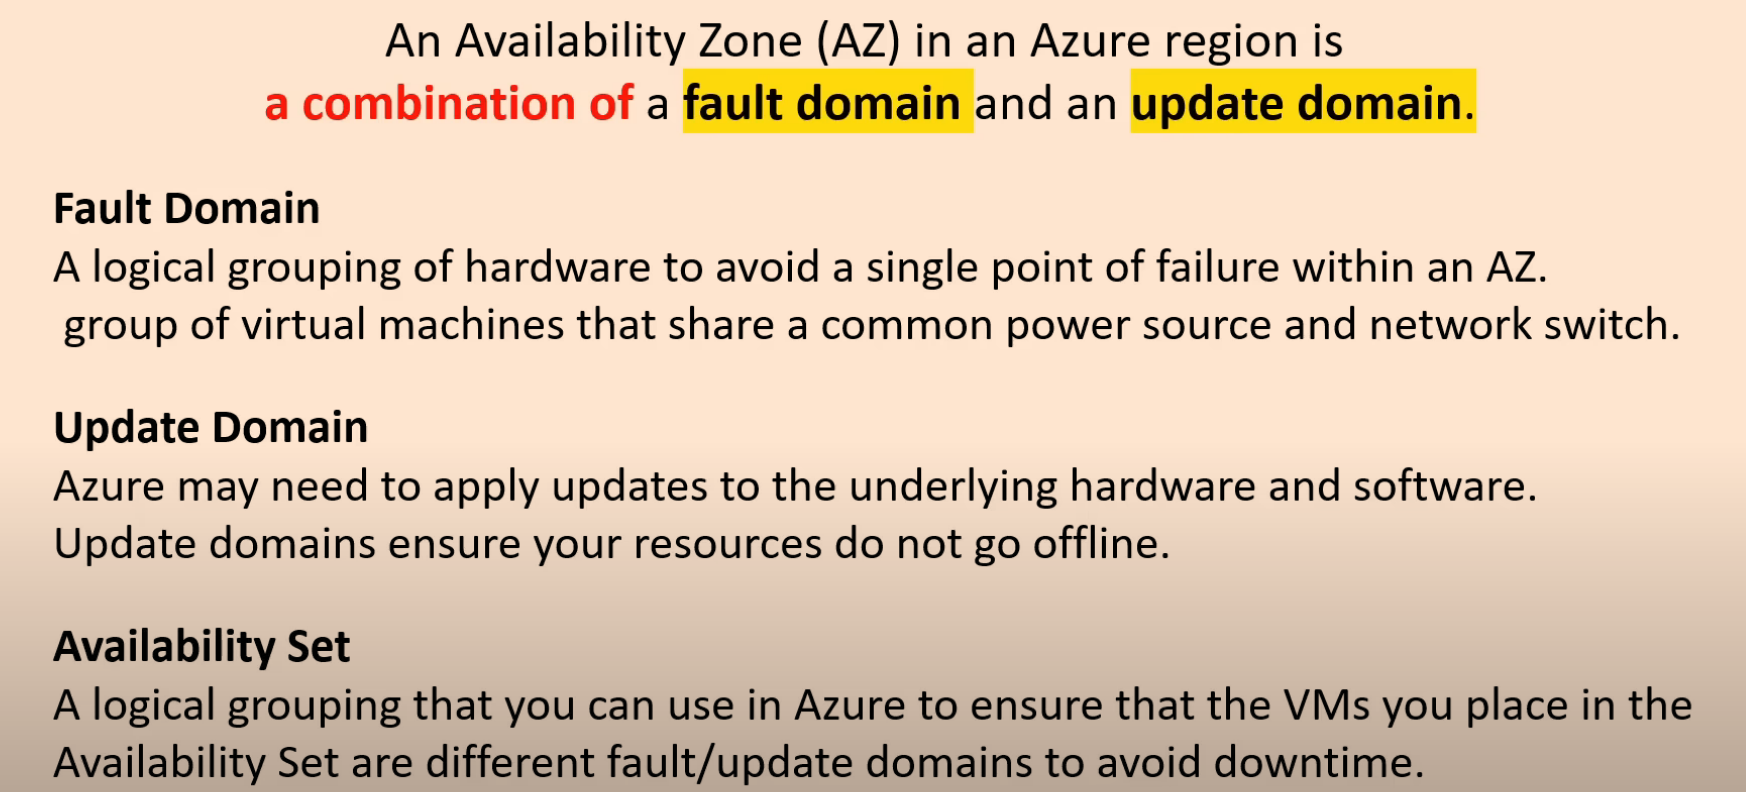 An Availability Zone (AZ) in an Azure region is
a combination of a fault domain and an update domain.
Fault Domain
A logical grouping of hardware to avoid a single point of failure within an AZ.
group of virtual machines that share a common power source and network switch.
Update Domain
Azure may need to apply updates to the underlying hardware and software.
Update domains ensure your resources do not go offline.
Availability Set
A logical grouping that you can use in Azure to ensure that the VMs you place in the
Availability Set are different fault/update domains to avoid downtime.